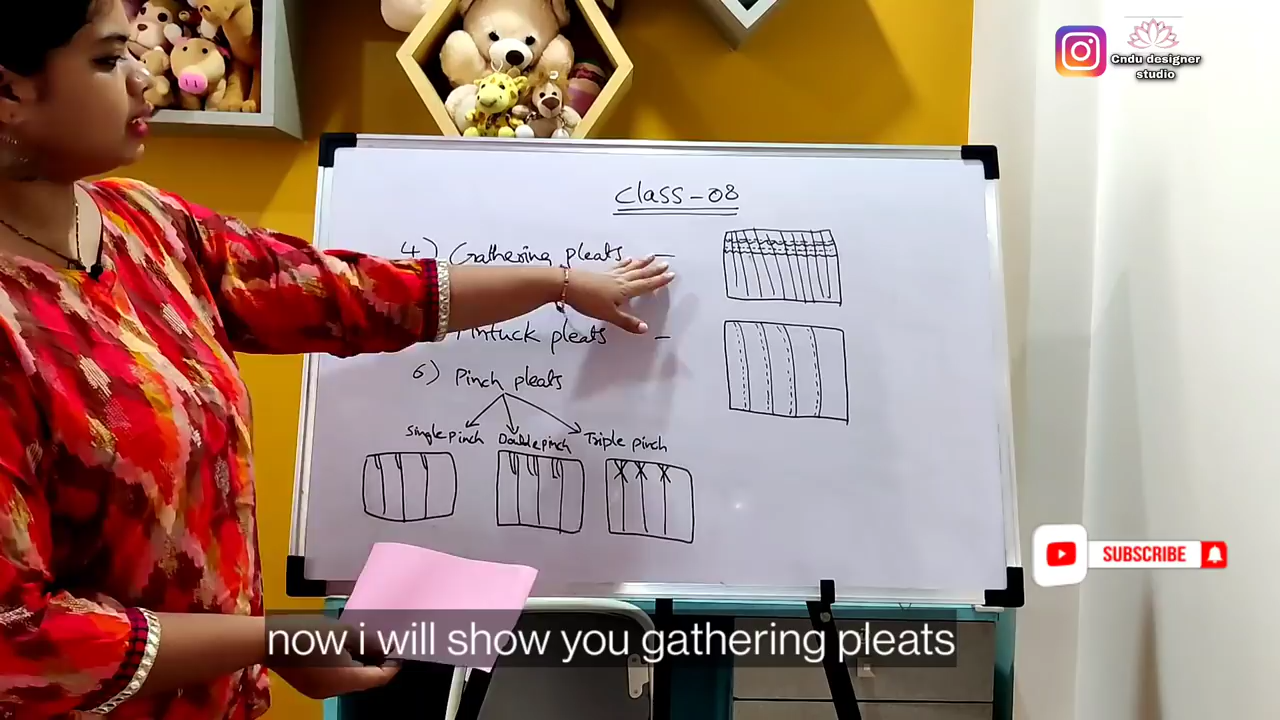 Cndu designer
studio
Class-08
4) Gathering pleats -
pleats -
6) Pinch pleats
Single pinch Double pinch Triple pinch
SUBSCRIBE
now i will show you gathering pleats